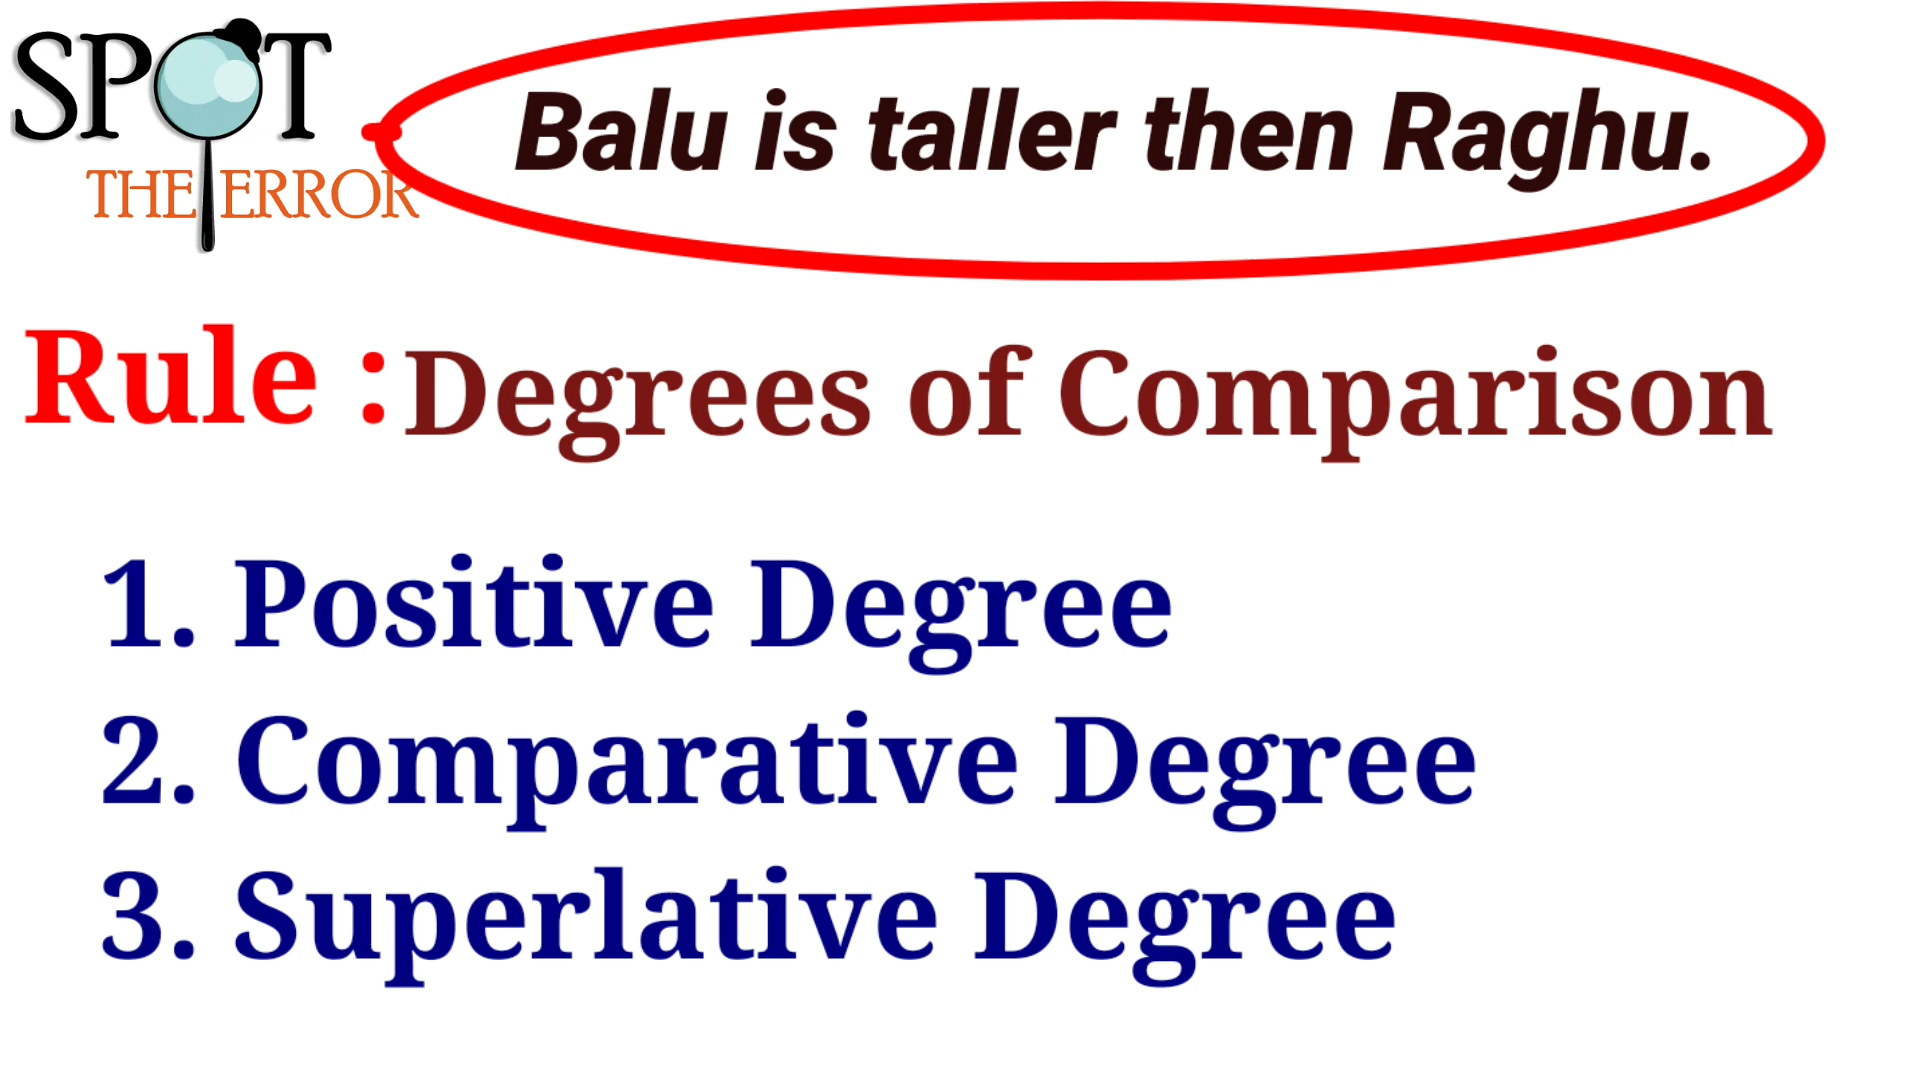 SPOT
THE ERROR
Balu is taller then Raghu.
Rule : Degrees of Comparison
1. Positive Degree
2. Comparative Degree
3. Superlative Degree